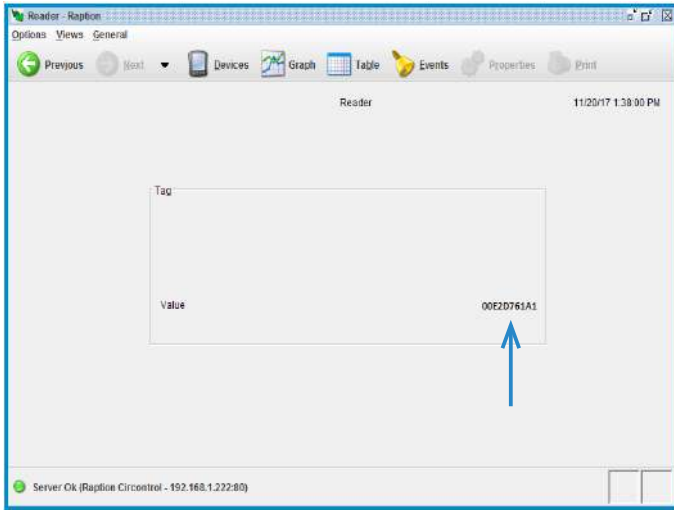 Reader - Raption
Options Views General
Previous Next Devices Graph Table Events Properties Print
Reader 11/20/17 1:38:00 PM
Tag
Value 00E2D761A1
Server Ok (Raption Circontrol - 192.168.1.222:80)